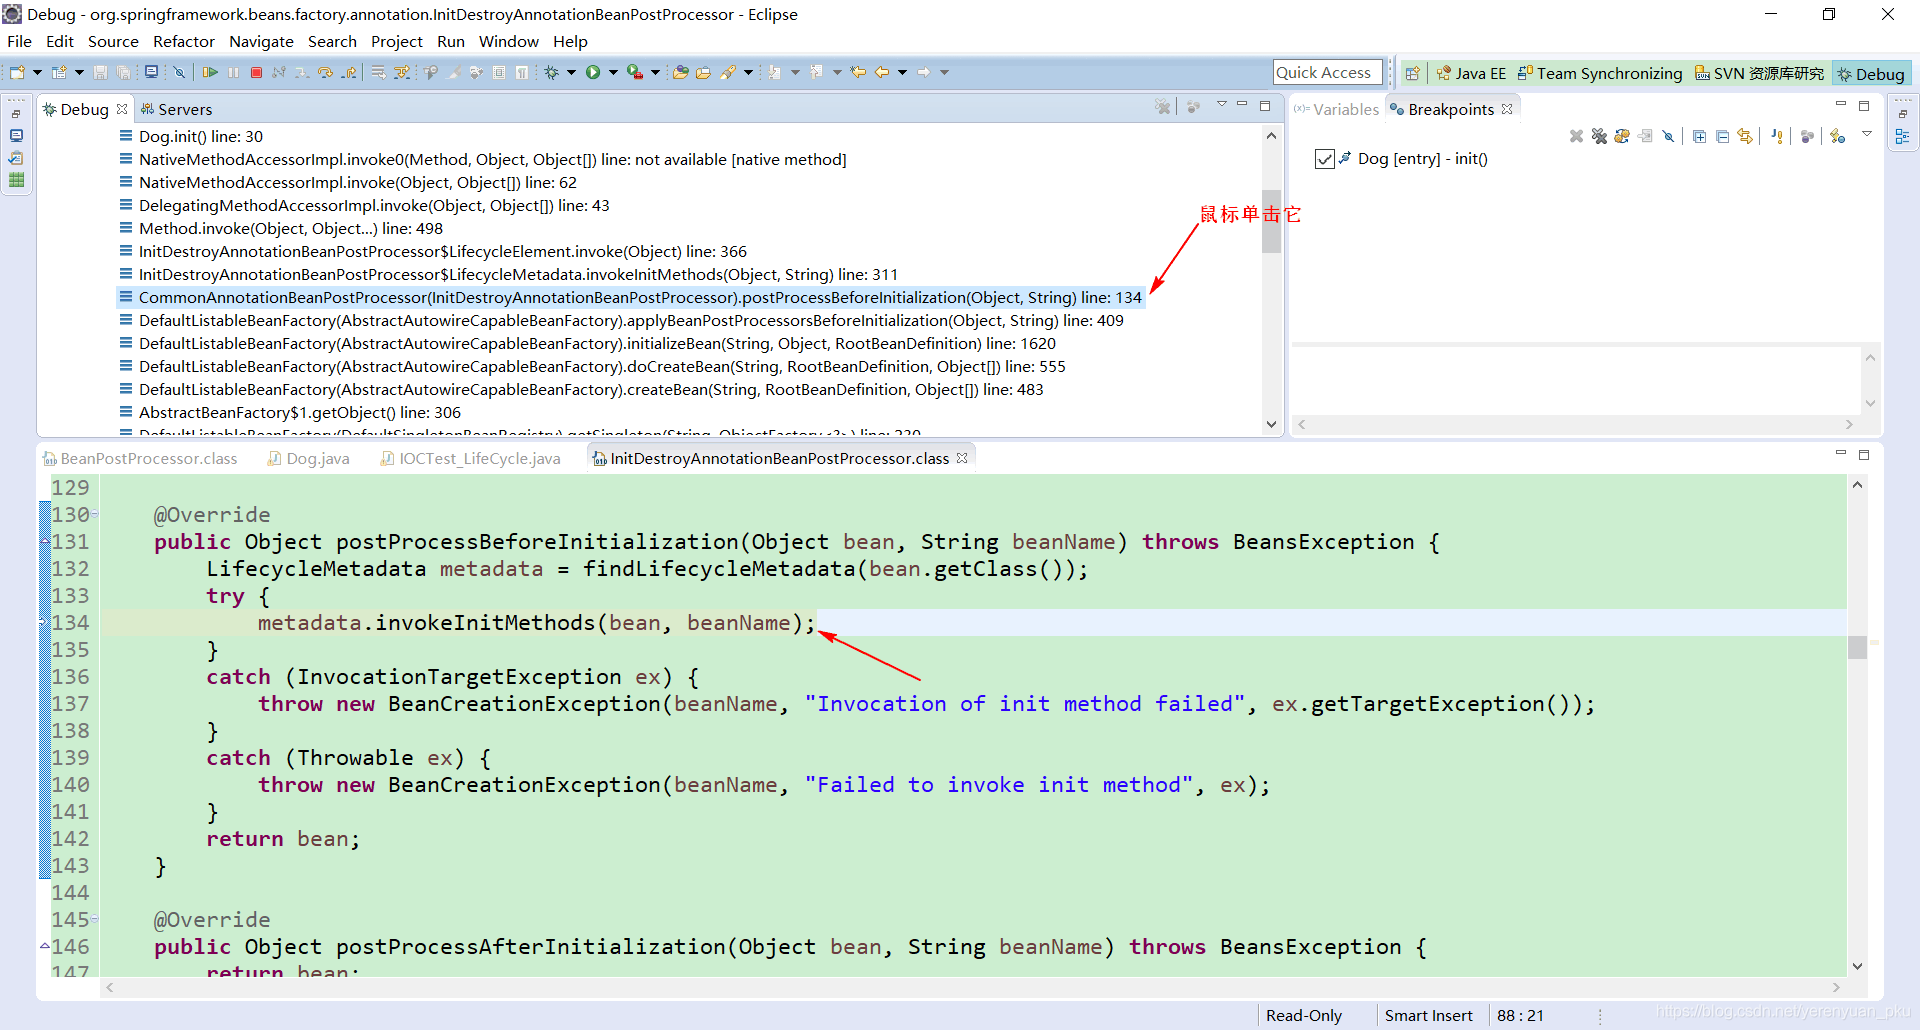 Debug - org.springframework.beans.factory.annotation.InitDestroyAnnotationBeanPostProcessor - Eclipse
File Edit Source Refactor Navigate Search Project Run Window Help
Quick Access Java EE Team Synchronizing SVN 资源库研究 Debug
Debug Servers
Dog.init() line: 30
NativeMethodAccessorImpl.invoke0(Method, Object, Object[]) line: not available [native method]
NativeMethodAccessorImpl.invoke(Object, Object[]) line: 62
DelegatingMethodAccessorImpl.invoke(Object, Object[]) line: 43
Method.invoke(Object, Object...) line: 498
InitDestroyAnnotationBeanPostProcessor$LifecycleElement.invoke(Object) line: 366
InitDestroyAnnotationBeanPostProcessor$LifecycleMetadata.invokeInitMethods(Object, String) line: 311
CommonAnnotationBeanPostProcessor(InitDestroyAnnotationBeanPostProcessor).postProcessBeforeInitialization(Object, String) line: 134
DefaultListableBeanFactory(AbstractAutowireCapableBeanFactory).applyBeanPostProcessorsBeforeInitialization(Object, String) line: 409
DefaultListableBeanFactory(AbstractAutowireCapableBeanFactory).initializeBean(String, Object, RootBeanDefinition) line: 1620
DefaultListableBeanFactory(AbstractAutowireCapableBeanFactory).doCreateBean(String, RootBeanDefinition, Object[]) line: 555
DefaultListableBeanFactory(AbstractAutowireCapableBeanFactory).createBean(String, RootBeanDefinition, Object[]) line: 483
AbstractBeanFactory$1.getObject() line: 306
DefaultListableBeanFactory(DefaultSingletonBeanRegistry).getSingleton(String, ObjectFactory<?>) line: 230
鼠标单击它
(x)= Variables Breakpoints
Dog [entry] - init()
BeanPostProcessor.class Dog.java IOCTest_LifeCycle.java InitDestroyAnnotationBeanPostProcessor.class
129
130 @Override
131 public Object postProcessBeforeInitialization(Object bean, String beanName) throws BeansException {
132 LifecycleMetadata metadata = findLifecycleMetadata(bean.getClass());
133 try {
134 metadata.invokeInitMethods(bean, beanName);
135 }
136 catch (InvocationTargetException ex) {
137 throw new BeanCreationException(beanName, "Invocation of init method failed", ex.getTargetException());
138 }
139 catch (Throwable ex) {
140 throw new BeanCreationException(beanName, "Failed to invoke init method", ex);
141 }
142 return bean;
143 }
144
145 @Override
146 public Object postProcessAfterInitialization(Object bean, String beanName) throws BeansException {
147 return bean;
Read-Only Smart Insert 88 : 21
https://blog.csdn.net/yerenyuan_pku